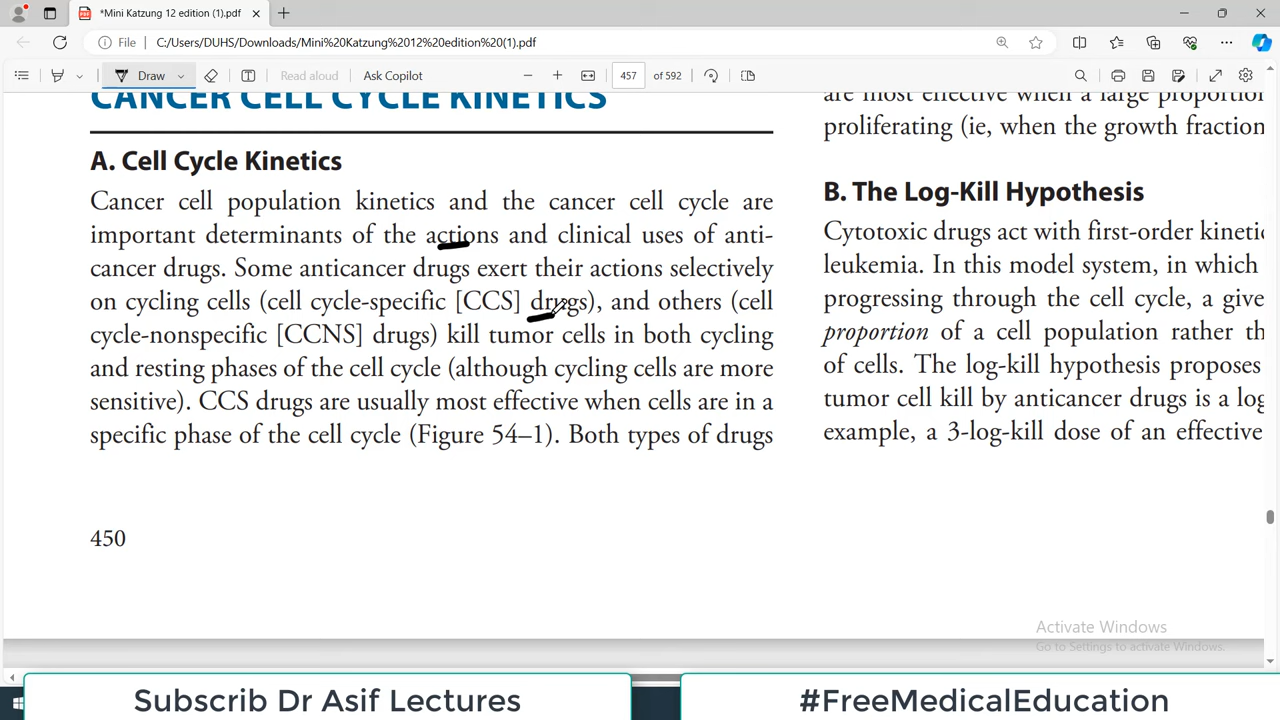 *Mini Katzung 12 edition (1).pdf
File
C:/Users/DUHS/Downloads/Mini%20Katzung%2012%20edition%20(1).pdf
Draw
Read aloud
Ask Copilot
457
of 592
CANCER CELL CYCLE KINETICS
A. Cell Cycle Kinetics
Cancer cell population kinetics and the cancer cell cycle are
important determinants of the actions and clinical uses of anti-
cancer drugs. Some anticancer drugs exert their actions selectively
on cycling cells (cell cycle-specific [CCS] drugs), and others (cell
cycle-nonspecific [CCNS] drugs) kill tumor cells in both cycling
and resting phases of the cell cycle (although cycling cells are more
sensitive). CCS drugs are usually most effective when cells are in a
specific phase of the cell cycle (Figure 54–1). Both types of drugs
450
are most effective when a large proportion
proliferating (ie, when the growth fraction
B. The Log-Kill Hypothesis
Cytotoxic drugs act with first-order kinetic
leukemia. In this model system, in which
progressing through the cell cycle, a give
proportion of a cell population rather th
of cells. The log-kill hypothesis proposes
tumor cell kill by anticancer drugs is a log
example, a 3-log-kill dose of an effective
Activate Windows
Go to Settings to activate Windows.
Subscrib Dr Asif Lectures
#FreeMedicalEducation